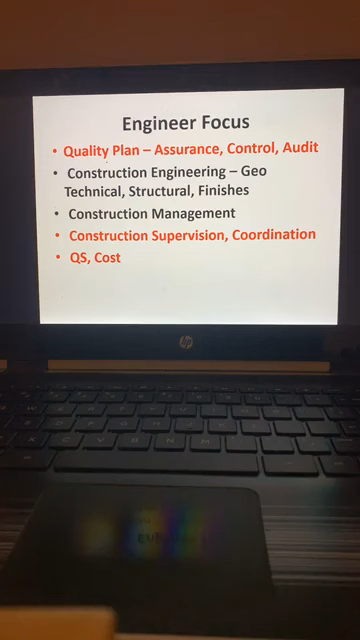 Engineer Focus
• Quality Plan – Assurance, Control, Audit
• Construction Engineering – Geo
Technical, Structural, Finishes
• Construction Management
• Construction Supervision, Coordination
• QS, Cost
hp